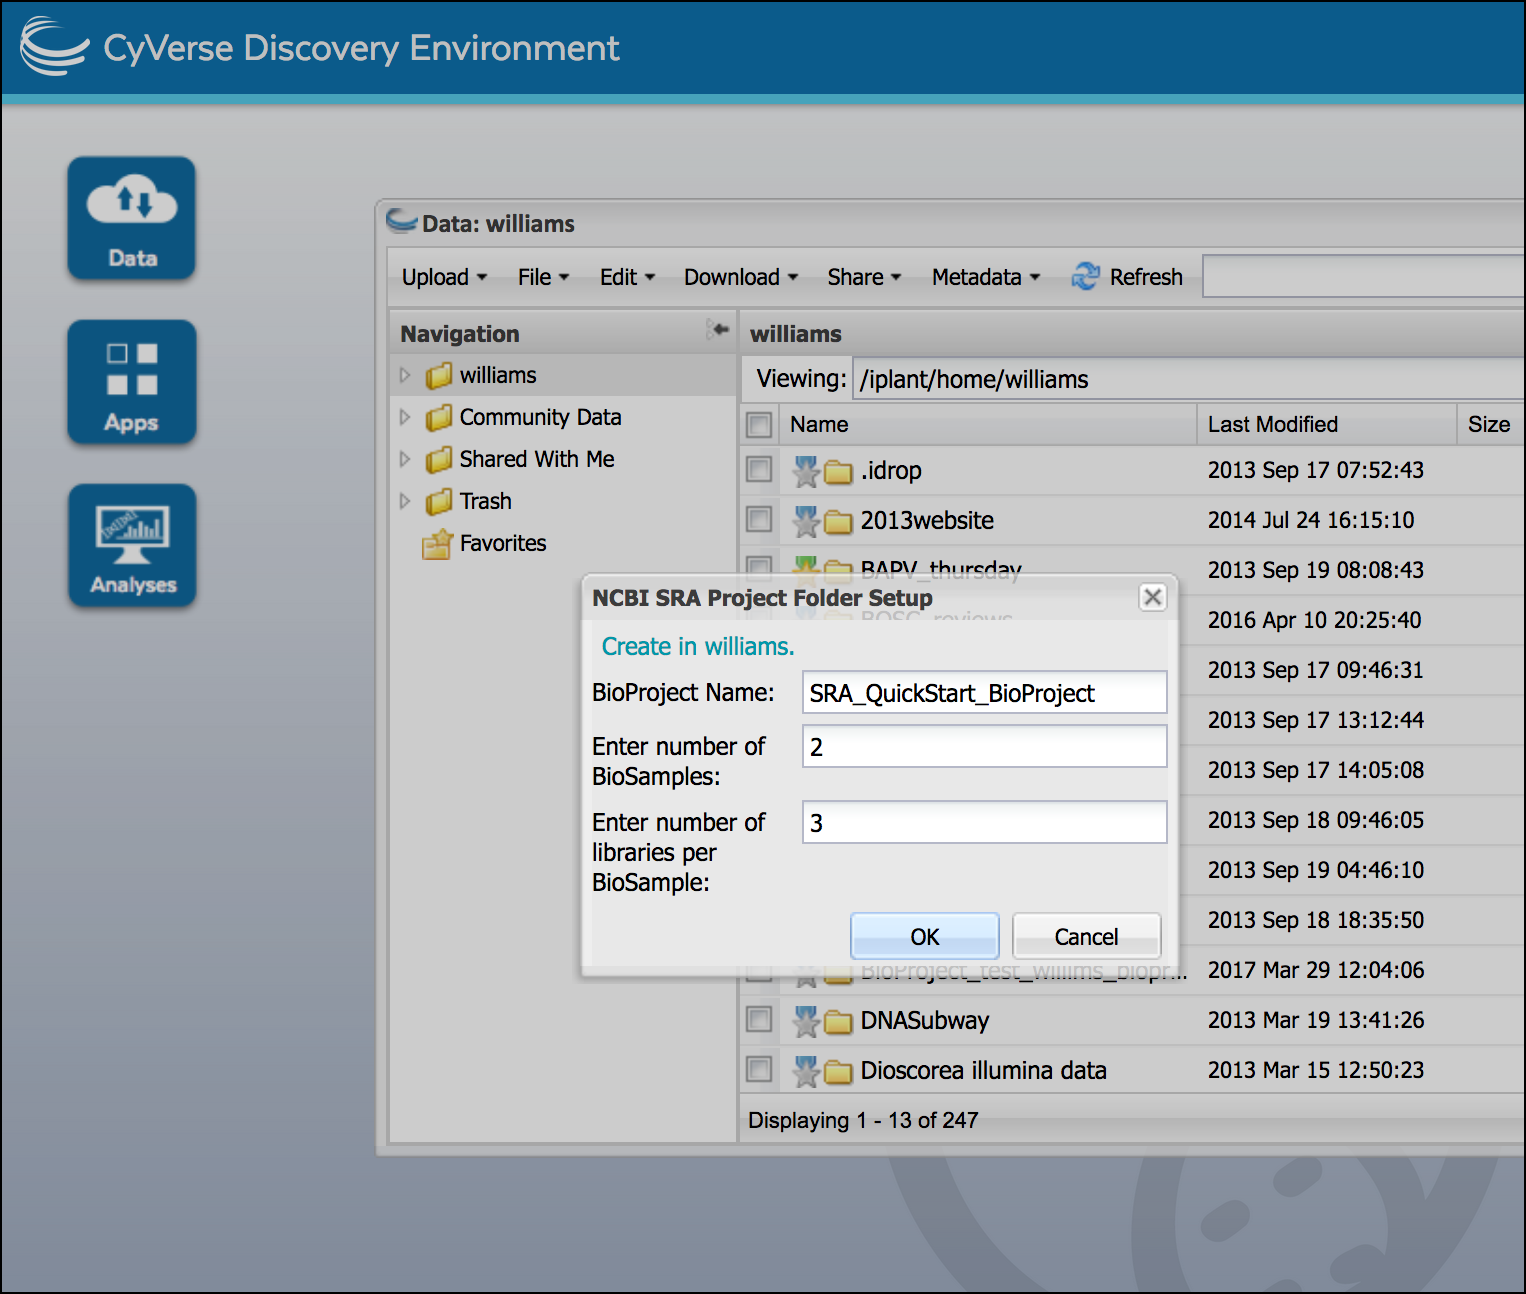 CyVerse Discovery Environment
Data
Apps
Analyses
Data: williams
Upload File Edit Download Share Metadata Refresh
Navigation
williams
Community Data
Shared With Me
Trash
Favorites
williams
Viewing: /iplant/home/williams
Name Last Modified Size
.idrop 2013 Sep 17 07:52:43
2013website 2014 Jul 24 16:15:10
BAPV_thursday 2013 Sep 19 08:08:43
BOSC_reviews 2016 Apr 10 20:25:40
2013 Sep 17 09:46:31
2013 Sep 17 13:12:44
2013 Sep 17 14:05:08
2013 Sep 18 09:46:05
2013 Sep 19 04:46:10
2013 Sep 18 18:35:50
BioProject_test_willims_biopr... 2017 Mar 29 12:04:06
DNASubway 2013 Mar 19 13:41:26
Dioscorea illumina data 2013 Mar 15 12:50:23
Displaying 1 - 13 of 247
NCBI SRA Project Folder Setup
Create in williams.
BioProject Name: SRA_QuickStart_BioProject
Enter number of
BioSamples:
2
Enter number of
libraries per
BioSample:
3
OK Cancel